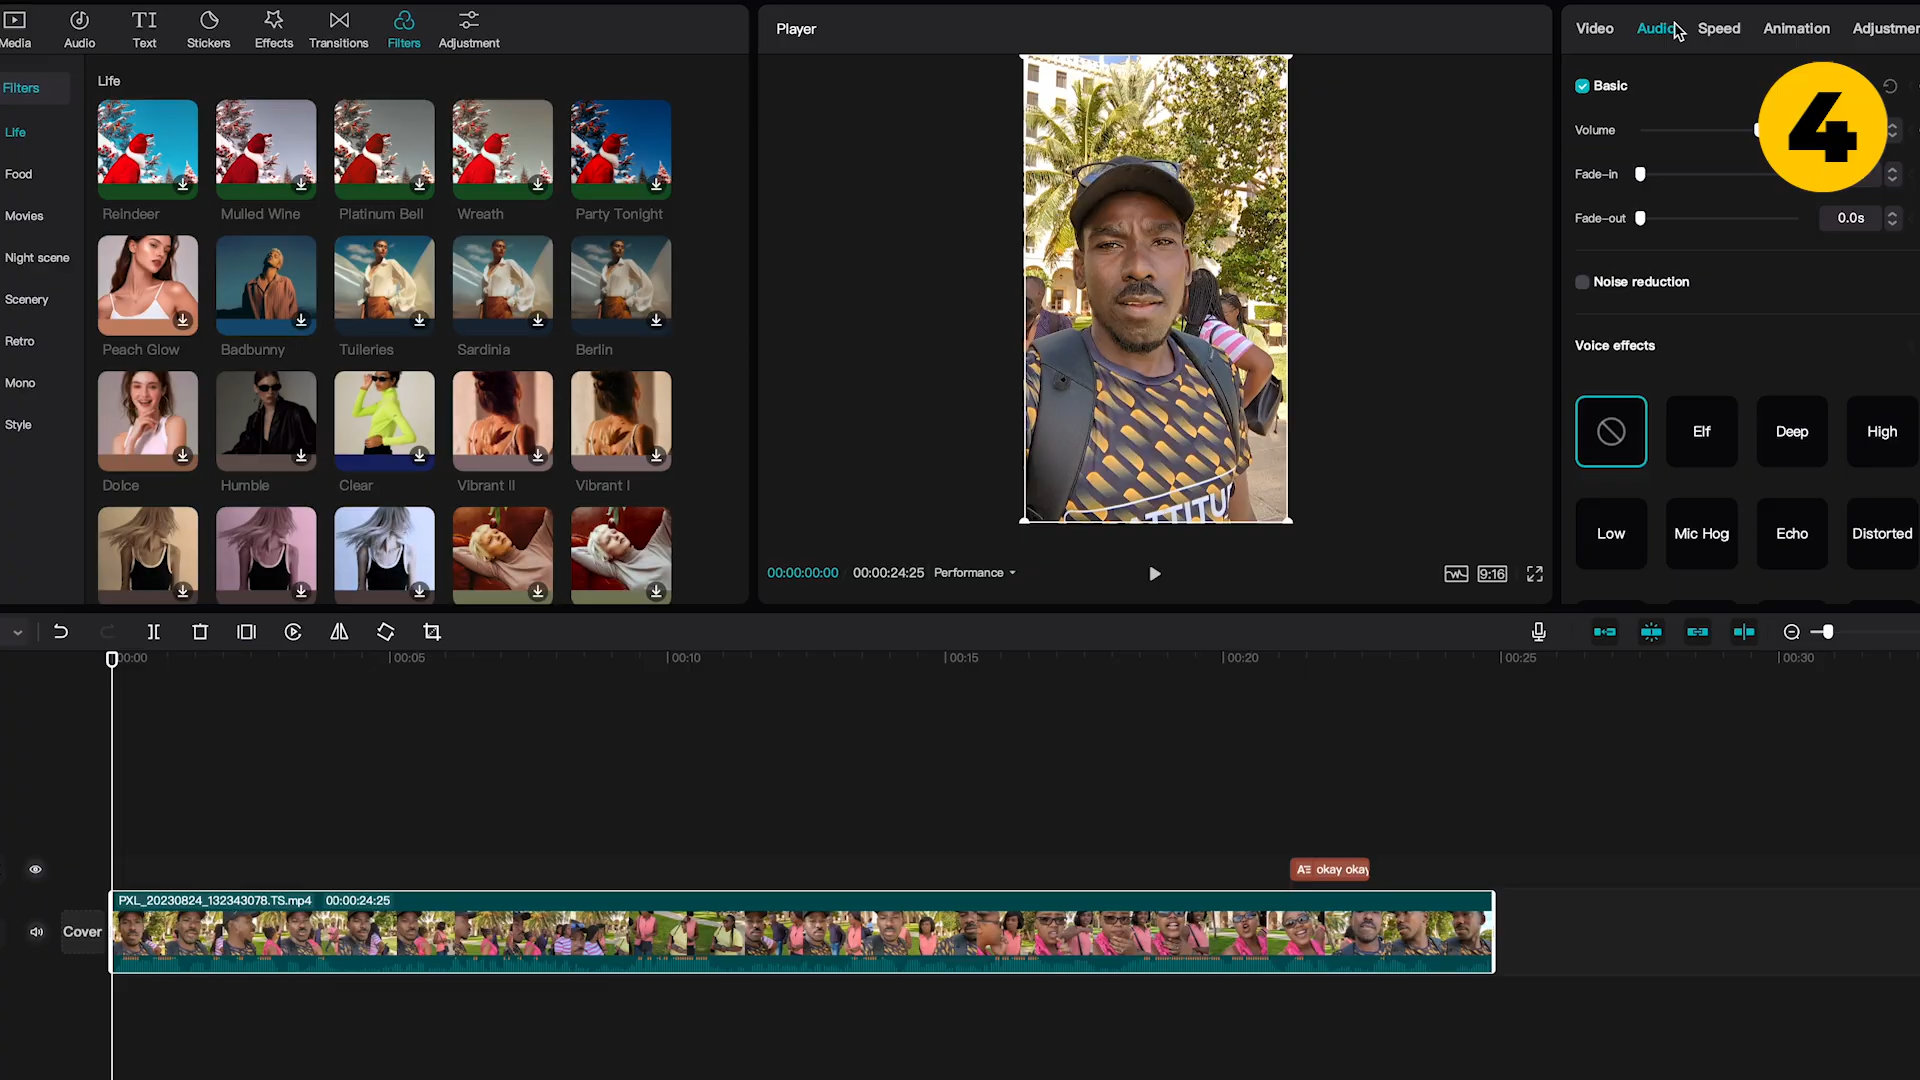 Media
Audio
Text
Stickers
Effects
Transitions
Filters
Adjustment
Filters
Life
Food
Movies
Night scene
Scenery
Retro
Mono
Style
Life
Reindeer
Mulled Wine
Platinum Bell
Wreath
Party Tonight
Peach Glow
Badbunny
Tuileries
Sardinia
Berlin
Dolce
Humble
Clear
Vibrant II
Vibrant I
Player
ATTITU
00:00:00:00
00:00:24:25
Performance
9:16
Video
Audio
Speed
Animation
Adjustmen
4
Basic
Volume
Fade-in
Fade-out
0.0s
Noise reduction
Voice effects
Elf
Deep
High
Low
Mic Hog
Echo
Distorted
00:00
00:05
00:10
00:15
00:20
00:25
00:30
okay okay
PXL_20230824_132343078.TS.mp4 00:00:24:25
Cover